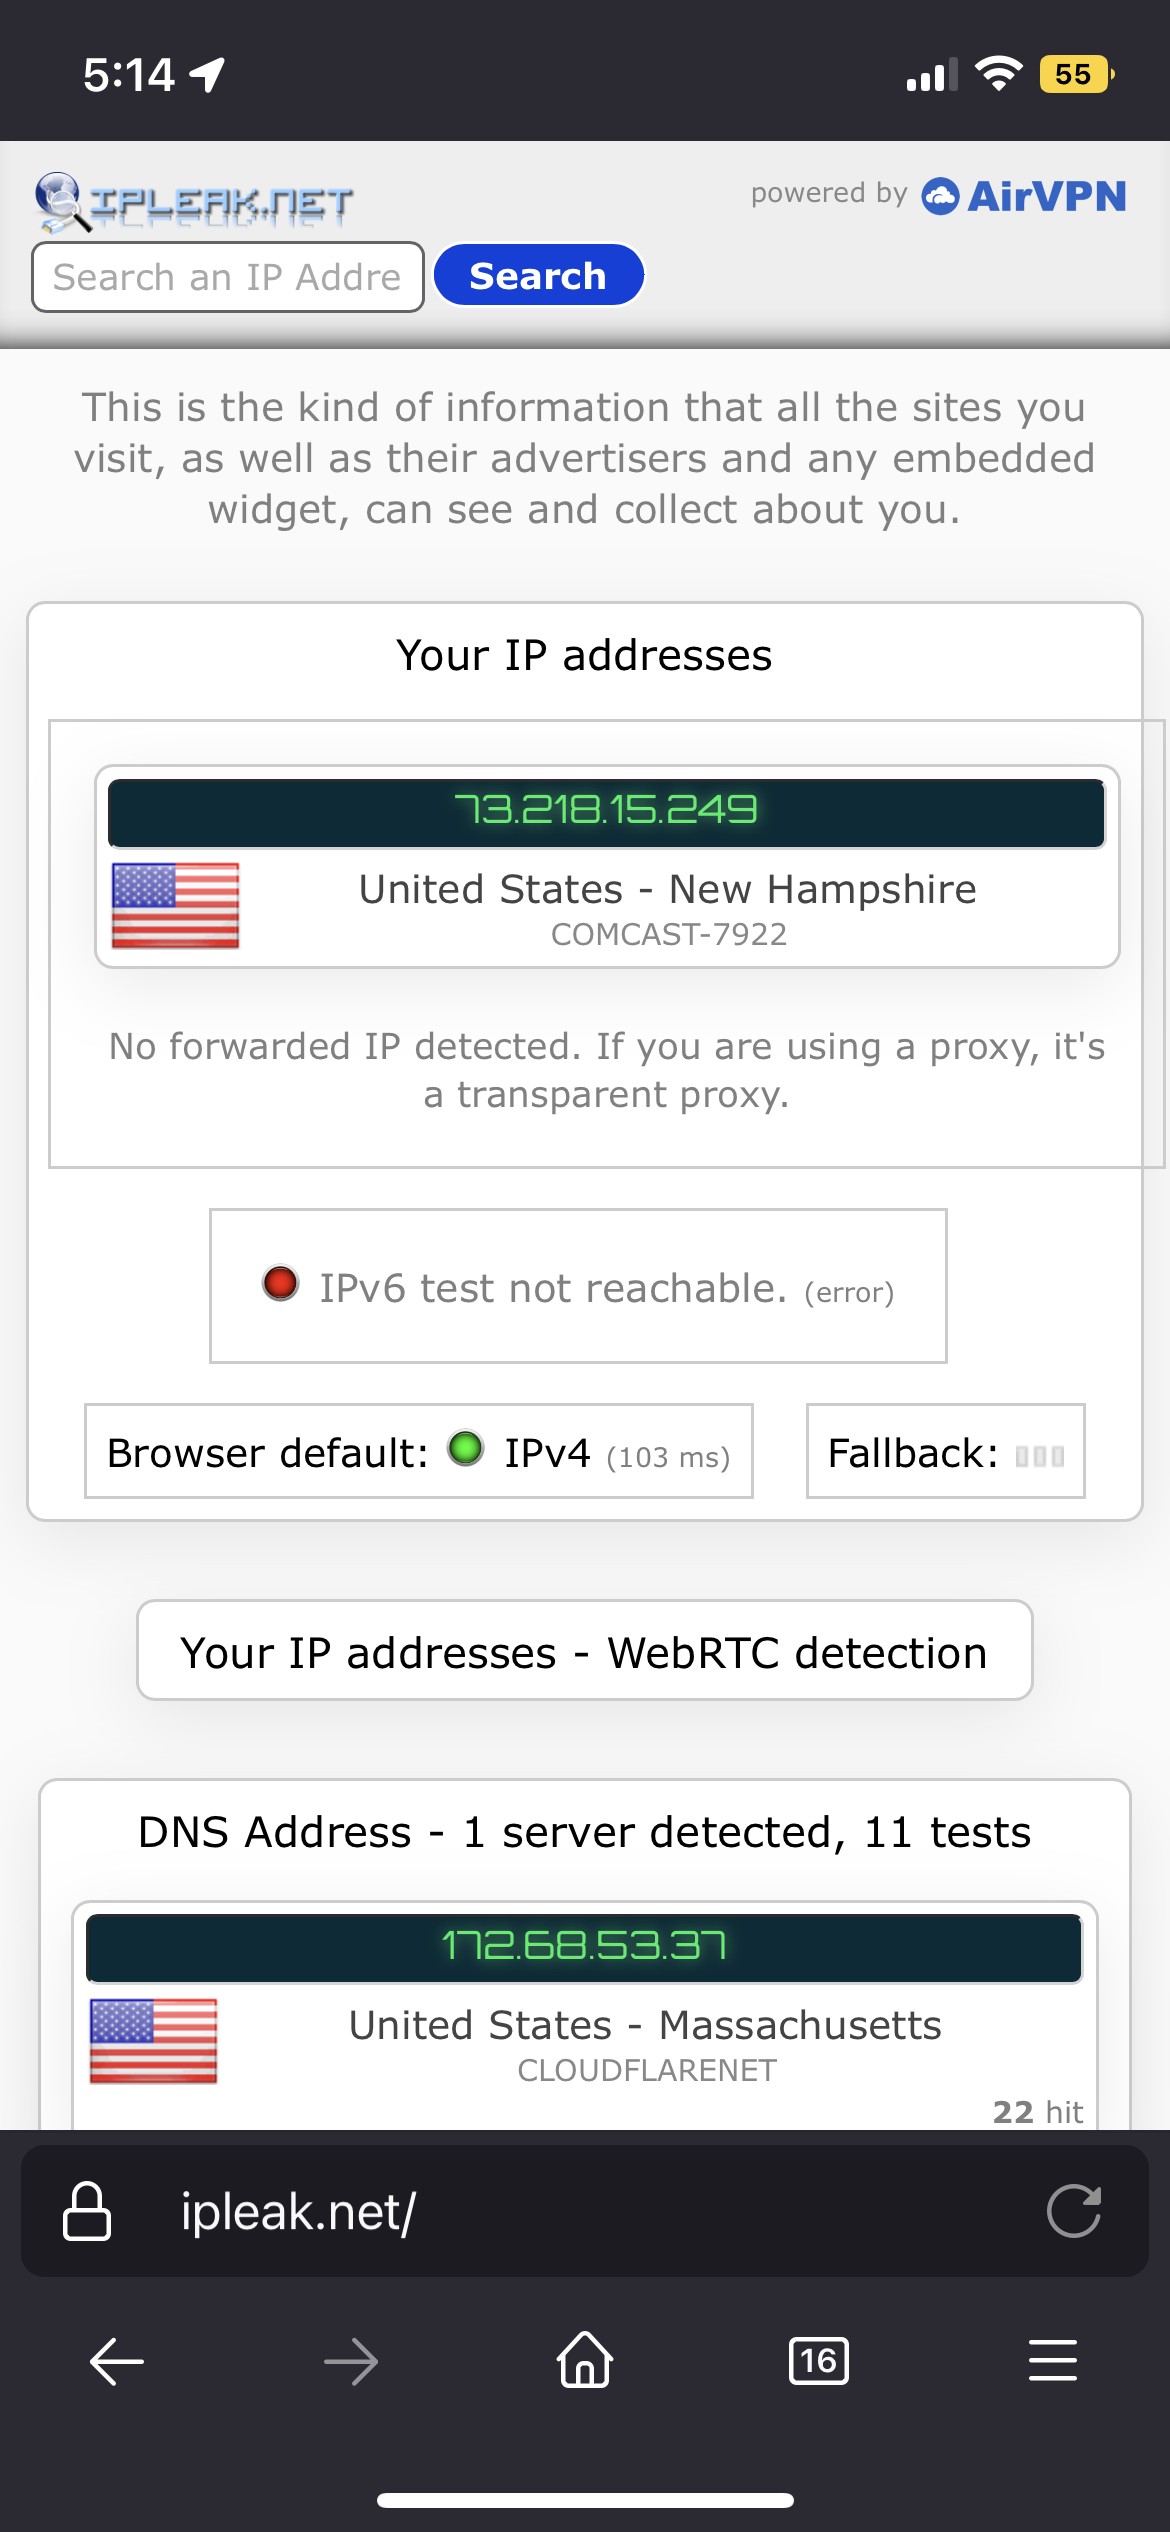 5:14
55
IPLEAK.NET
powered by AirVPN
Search an IP Addre
Search
This is the kind of information that all the sites you
visit, as well as their advertisers and any embedded
widget, can see and collect about you.
Your IP addresses
73.218.15.249
United States - New Hampshire
COMCAST-7922
No forwarded IP detected. If you are using a proxy, it's
a transparent proxy.
IPv6 test not reachable. (error)
Browser default: IPv4 (103 ms)
Fallback:
Your IP addresses - WebRTC detection
DNS Address - 1 server detected, 11 tests
172.68.53.37
United States - Massachusetts
CLOUDFLARENET
22 hit
ipleak.net/
16